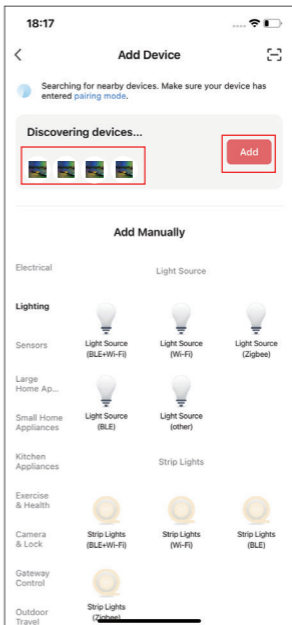 18:17
Add Device
Searching for nearby devices. Make sure your device has
entered pairing mode.
Discovering devices...
Add
Add Manually
Electrical
Lighting
Sensors
Large
Home Ap...
Small Home
Appliances
Kitchen
Appliances
Exercise
& Health
Camera
& Lock
Gateway
Control
Outdoor
Travel
Light Source
Light Source
(BLE+Wi-Fi)
Light Source
(Wi-Fi)
Light Source
(Zigbee)
Light Source
(BLE)
Light Source
(other)
Strip Lights
Strip Lights
(BLE+Wi-Fi)
Strip Lights
(Wi-Fi)
Strip Lights
(BLE)
Strip Lights
(Zigbee)